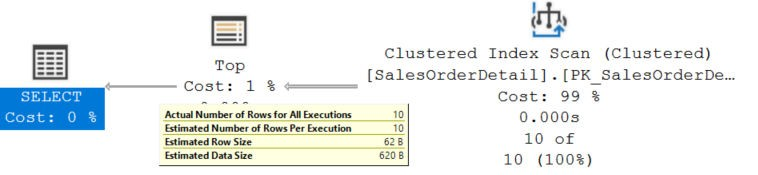 Clustered Index Scan (Clustered)
[SalesOrderDetail].[PK_SalesOrderDe…
Cost: 99 %
0.000s
10 of
10 (100%)
Top
Cost: 1 %
SELECT
Cost: 0 %
Actual Number of Rows for All Executions 10
Estimated Number of Rows Per Execution 10
Estimated Row Size 62 B
Estimated Data Size 620 B